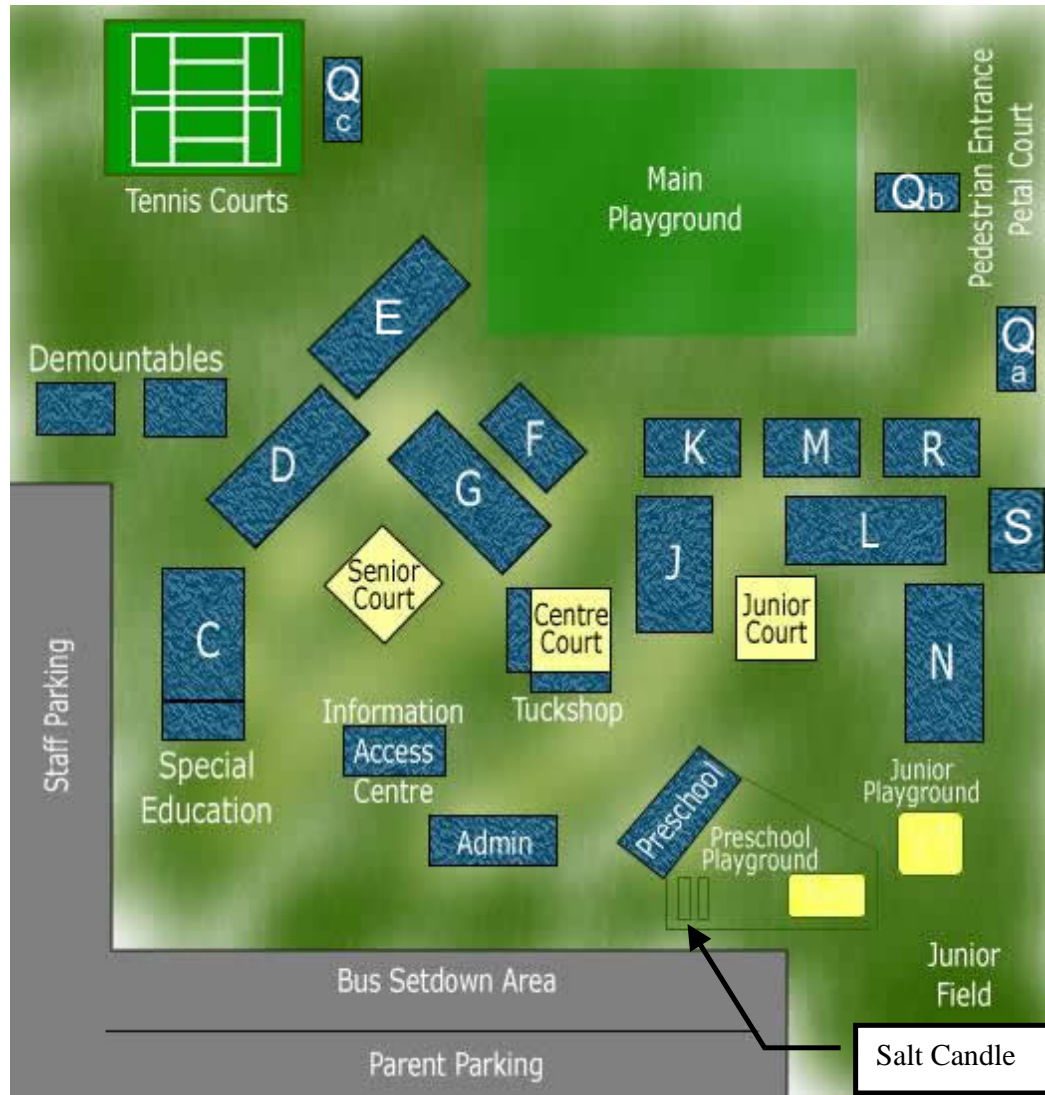 Q
c
Tennis Courts
Main
Playground
Qb
Pedestrian Entrance
Petal Court
E
Q
a
Demountables
D
G
F
K
M
R
J
L
S
Senior
Court
Centre
Court
Junior
Court
C
N
Staff Parking
Tuckshop
Information
Access
Centre
Special
Education
Admin
Preschool
Preschool
Playground
Junior
Playground
Junior
Field
Bus Setdown Area
Parent Parking
Salt Candle